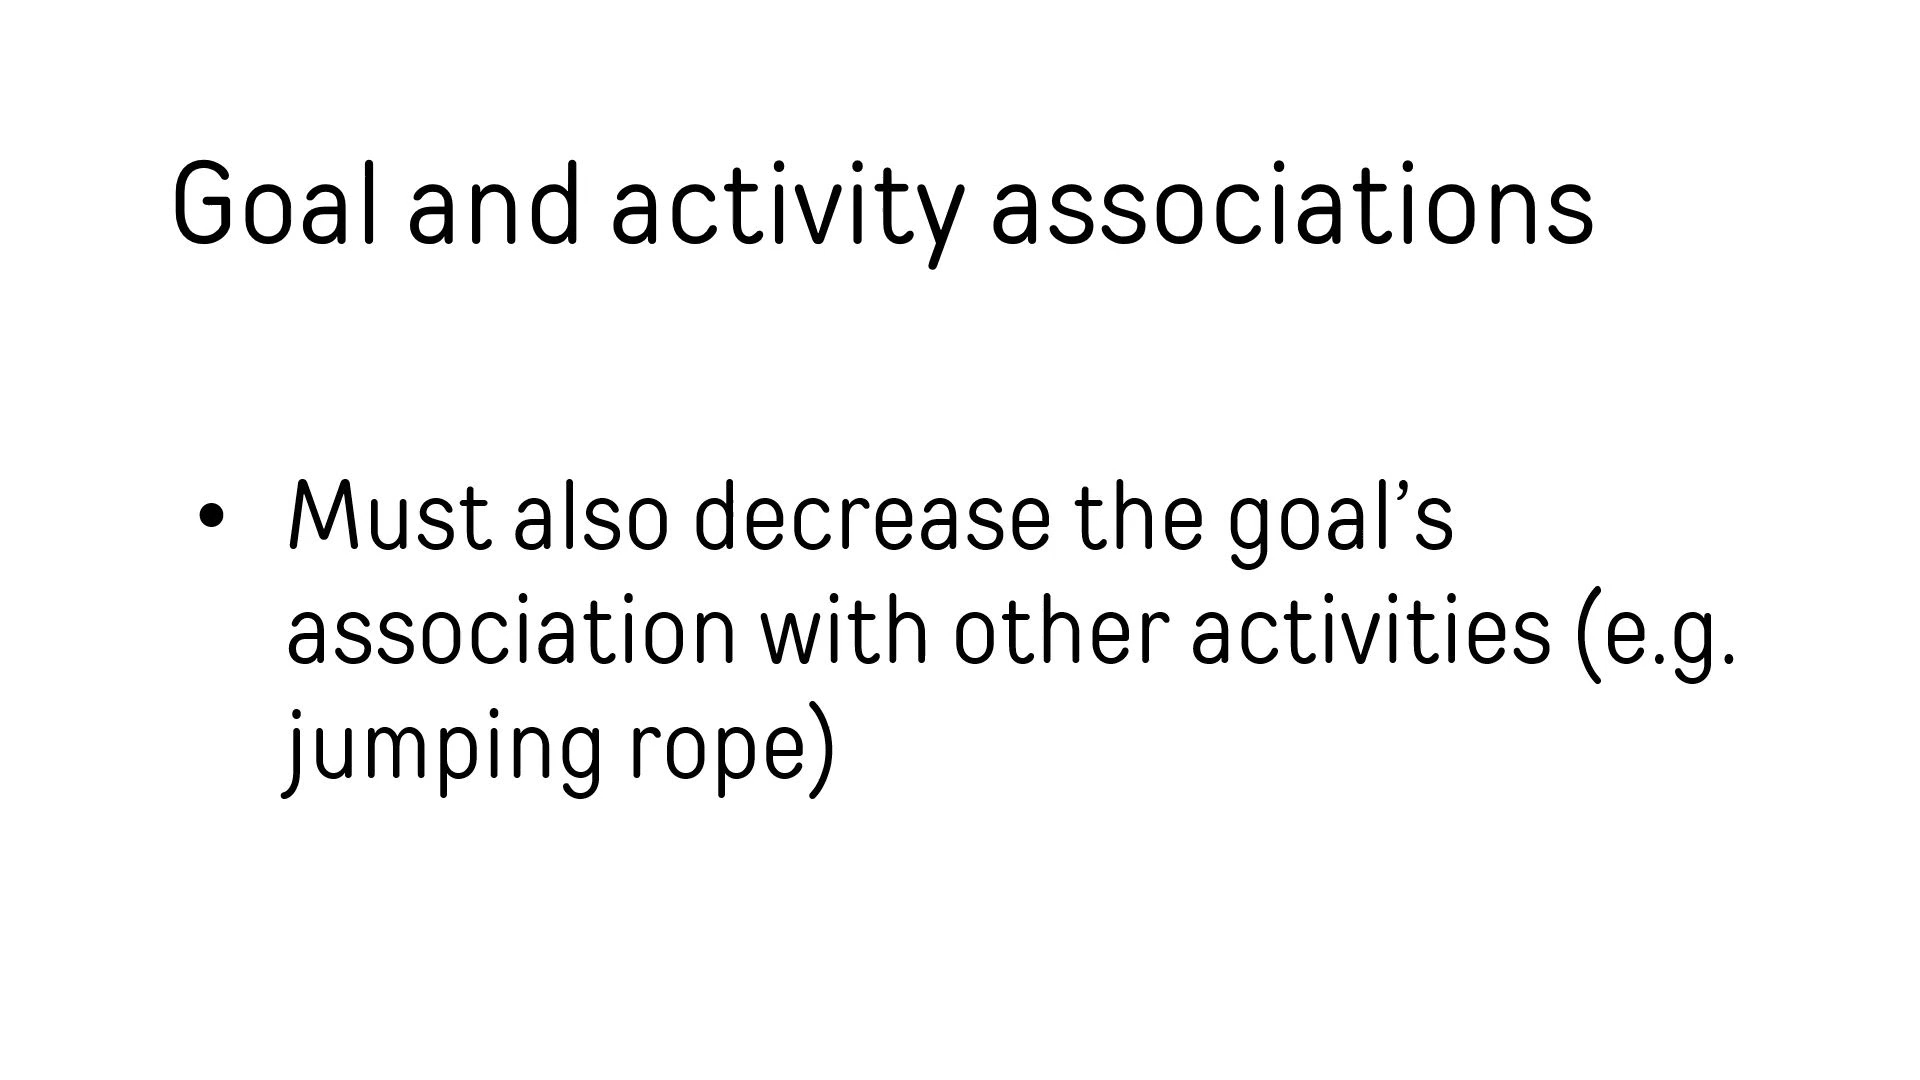 Goal and activity associations
• Must also decrease the goal’s
association with other activities (e.g.
jumping rope)